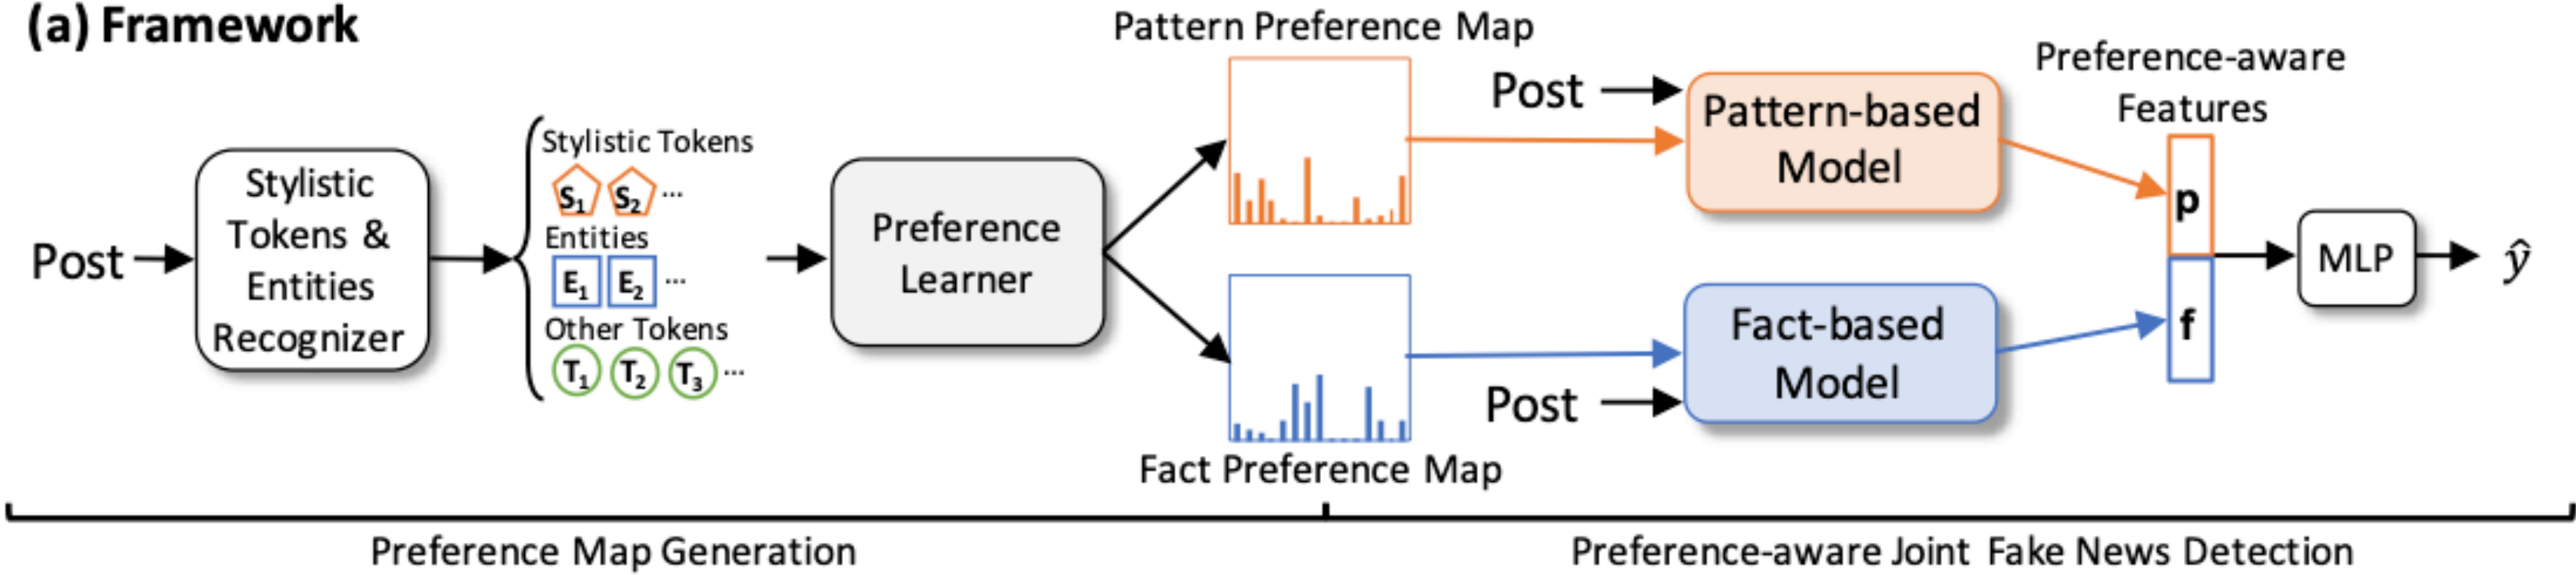 (a) Framework
Post
Stylistic
Tokens &
Entities
Recognizer
Stylistic Tokens
S1 S2 ...
Entities
E1 E2 ...
Other Tokens
T1 T2 T3 ...
Preference
Learner
Pattern Preference Map
Fact Preference Map
Post
Pattern-based
Model
Fact-based
Model
Post
Preference-aware
Features
p
f
MLP
ŷ
Preference Map Generation
Preference-aware Joint Fake News Detection